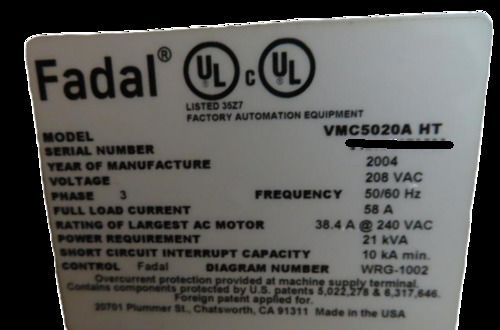 Fadal® UL c UL
LISTED 35Z7
FACTORY AUTOMATION EQUIPMENT
MODEL VMC5020A HT
SERIAL NUMBER
YEAR OF MANUFACTURE 2004
VOLTAGE 208 VAC
PHASE 3 FREQUENCY 50/60 Hz
FULL LOAD CURRENT 58 A
RATING OF LARGEST AC MOTOR 38.4 A @ 240 VAC
POWER REQUIREMENT 21 kVA
SHORT CIRCUIT INTERRUPT CAPACITY 10 kA min.
CONTROL Fadal DIAGRAM NUMBER WRG-1002
Overcurrent protection provided at machine supply terminal.
Contains components protected by U.S. patents 5,022,278 & 6,317,646.
Foreign patent applied for.
20701 Plummer St., Chatsworth, CA 91311 Made in the USA